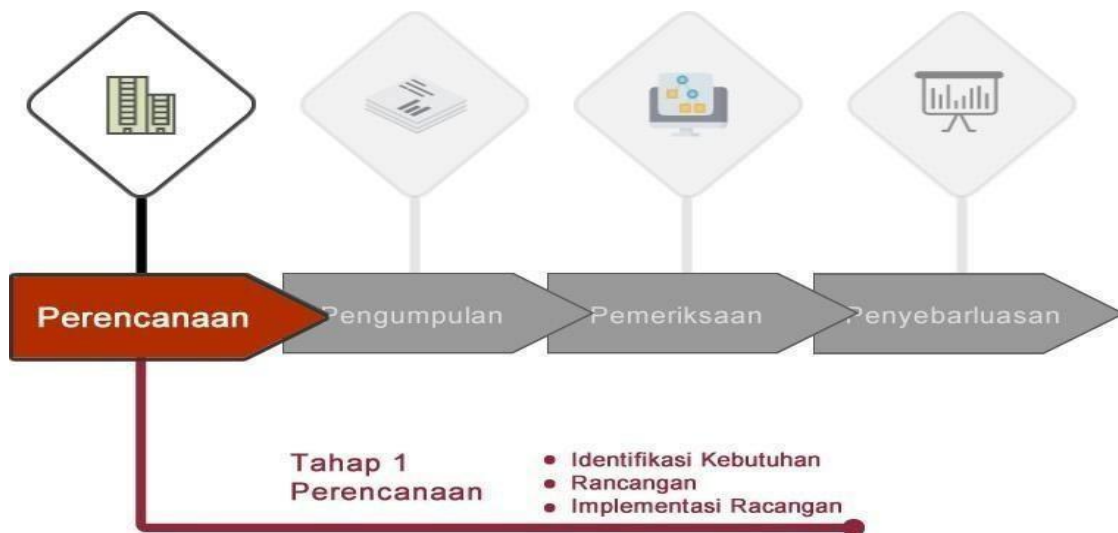 Perencanaan
Pengumpulan
Pemeriksaan
Penyebarluasan
Tahap 1
Perencanaan
Identifikasi Kebutuhan
Rancangan
Implementasi Racangan